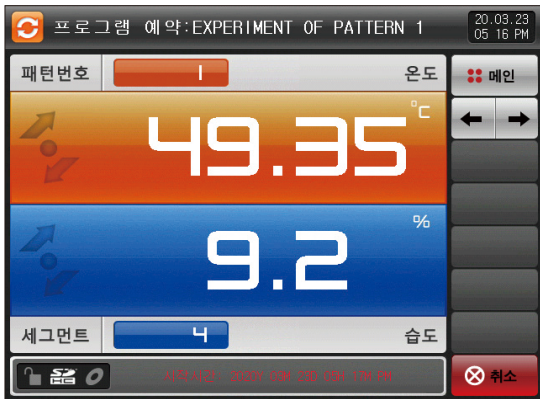 프로그램 예약:EXPERIMENT OF PATTERN 1
20.03.23
05 16 PM
패턴번호 1 온도
메인
℃
49.35
%
9.2
세그먼트 4 습도
SD HC
취소